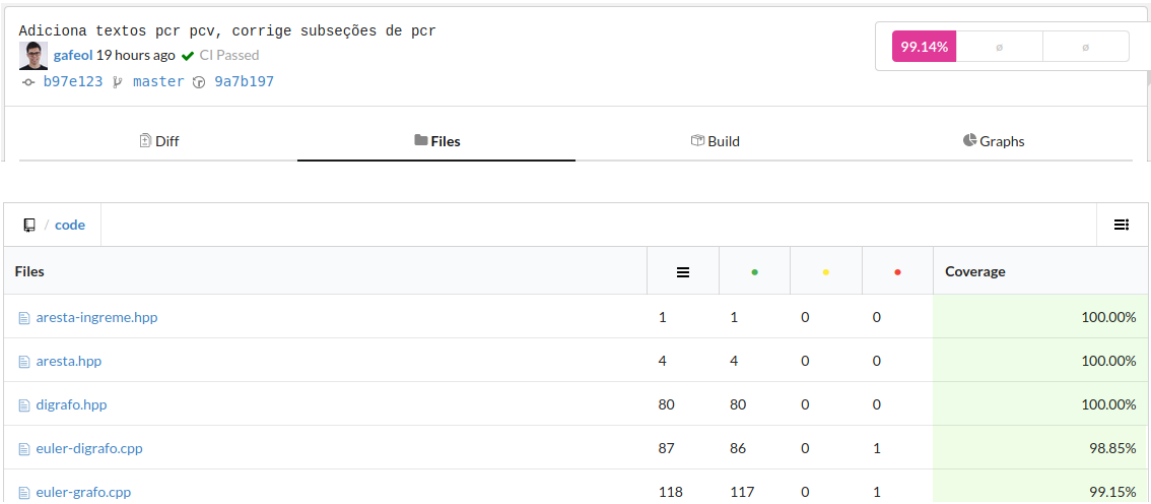 Adiciona textos pcr pcv, corrige subseções de pcr
gafeol 19 hours ago ✔ CI Passed
b97e123 master 9a7b197
99.14% ø ø
Diff Files Build Graphs
/ code
Files Coverage
aresta-ingreme.hpp 1 1 0 0 100.00%
aresta.hpp 4 4 0 0 100.00%
digrafo.hpp 80 80 0 0 100.00%
euler-digrafo.cpp 87 86 0 1 98.85%
euler-grafo.cpp 118 117 0 1 99.15%